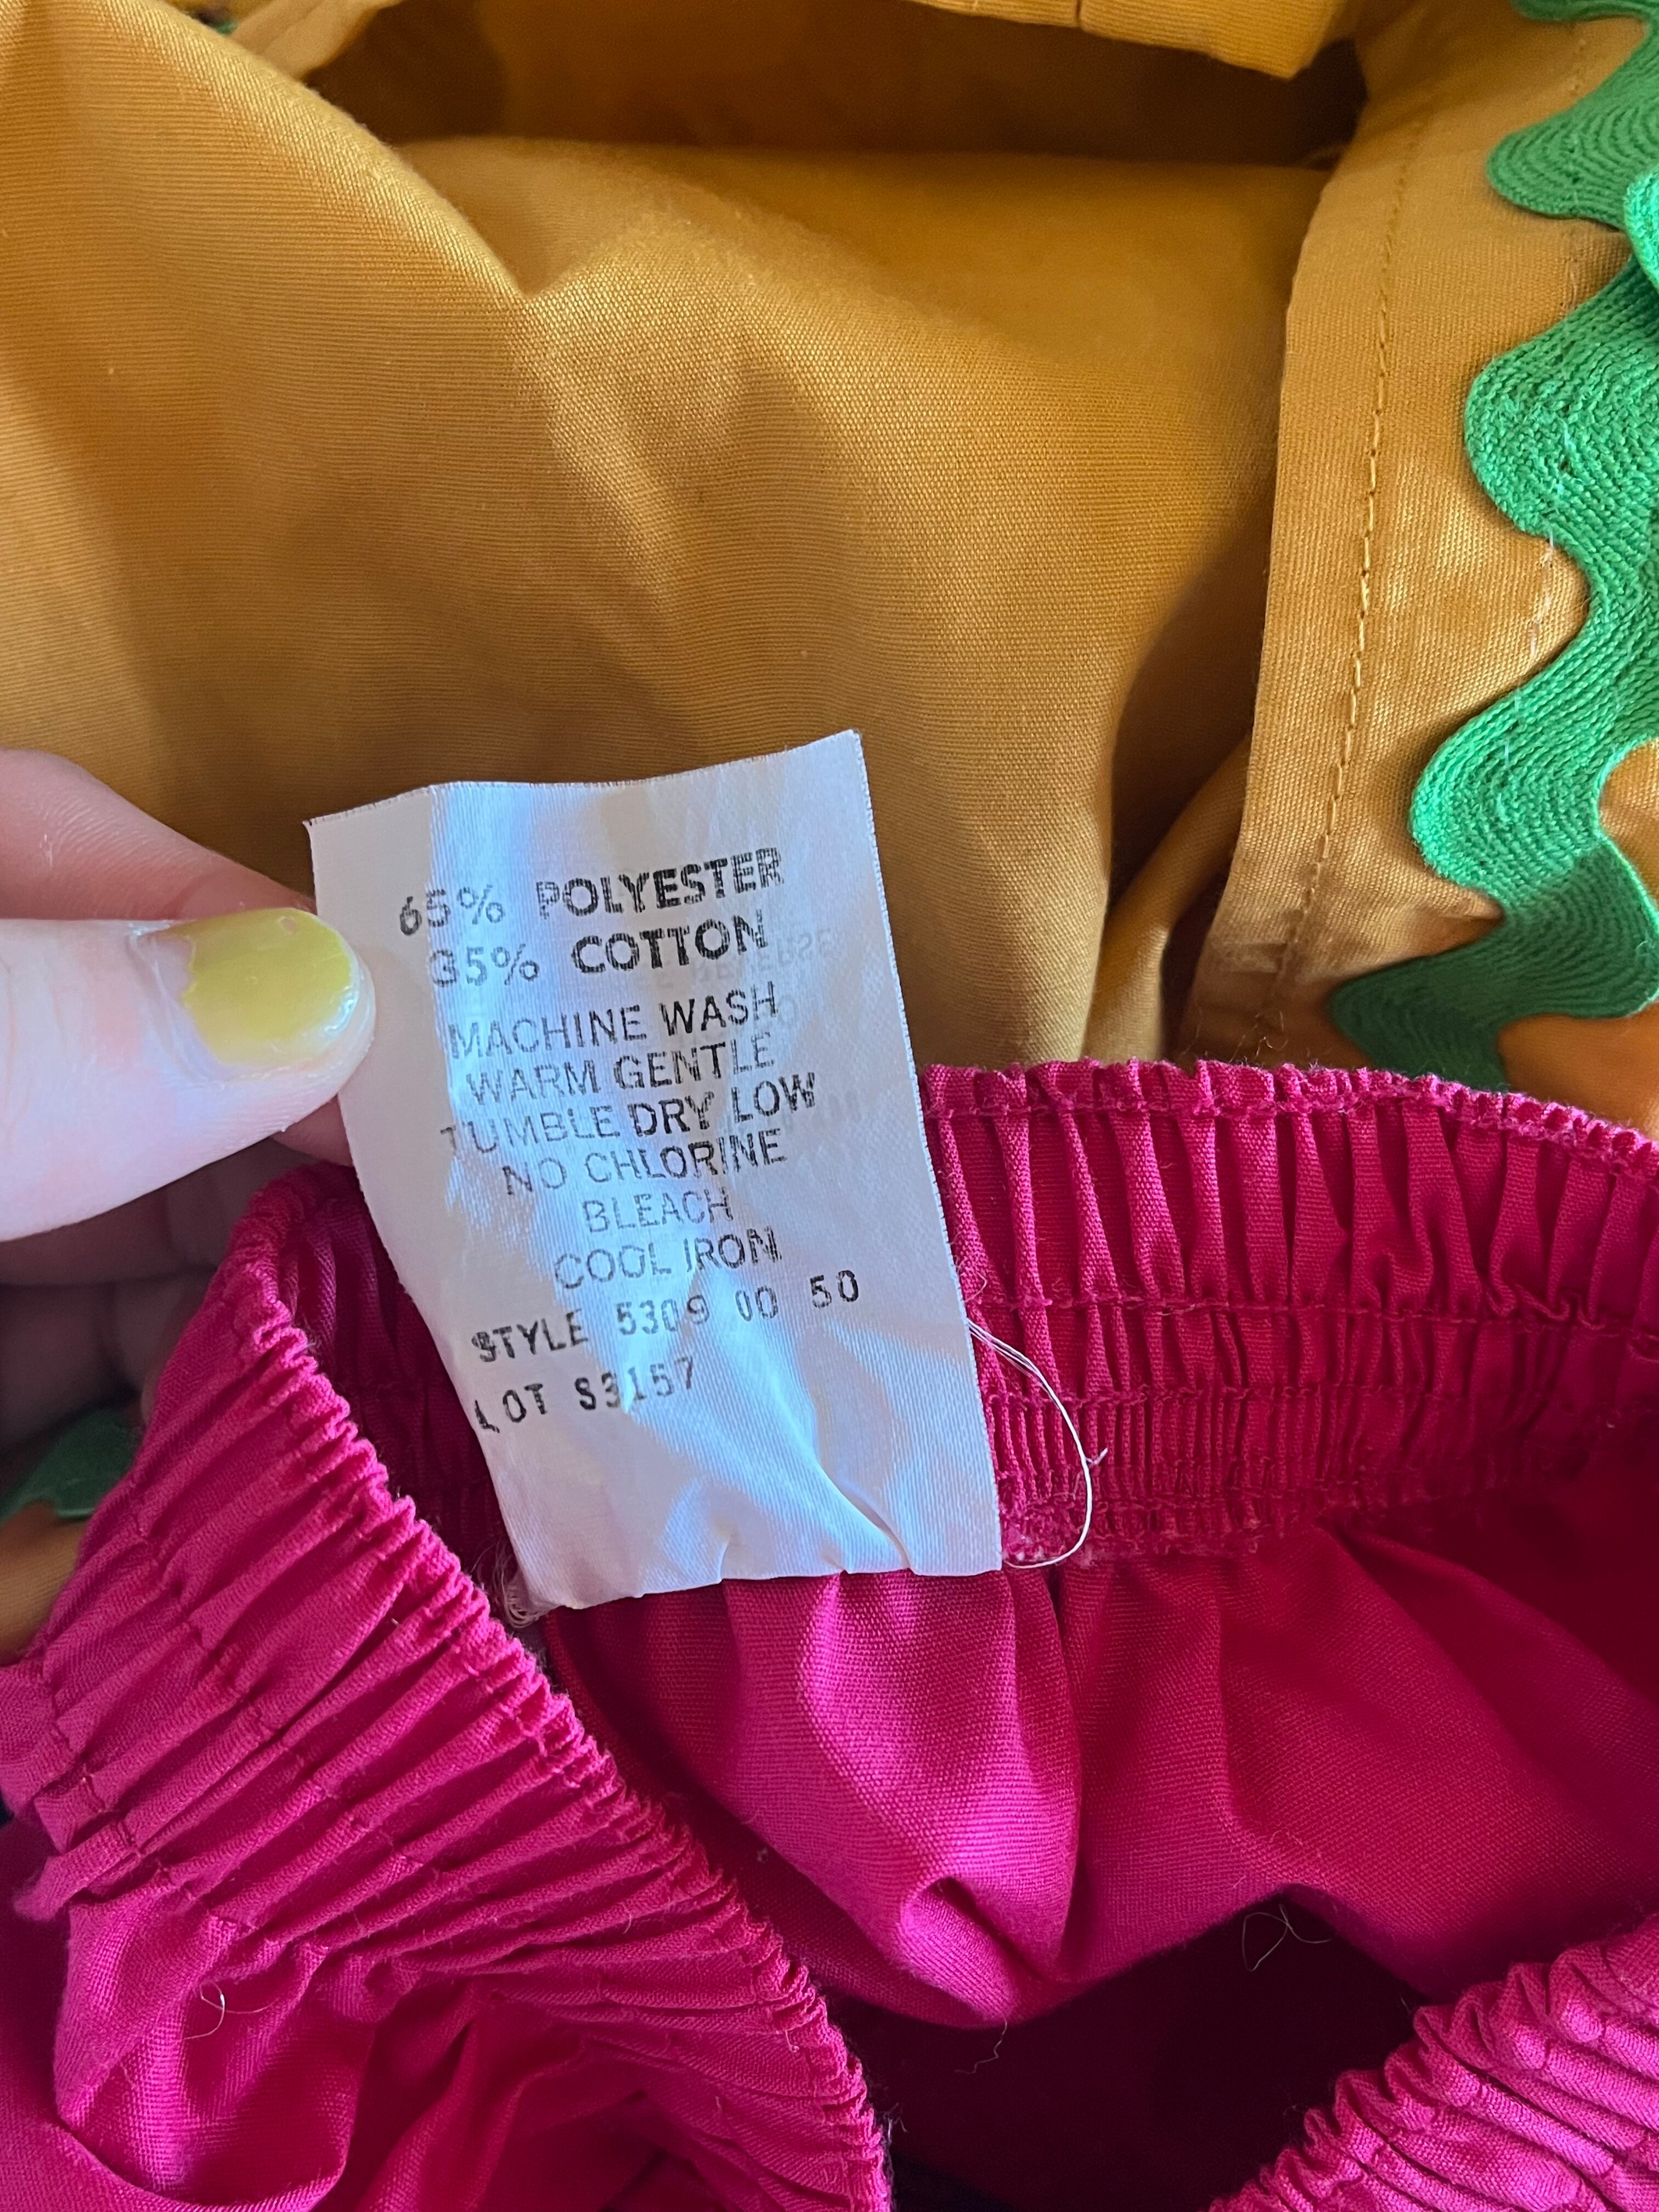 65% POLYESTER
35% COTTON
MACHINE WASH
WARM GENTLE
TUMBLE DRY LOW
NO CHLORINE
BLEACH
COOL IRON
STYLE 5309 00 50
LOT S3157